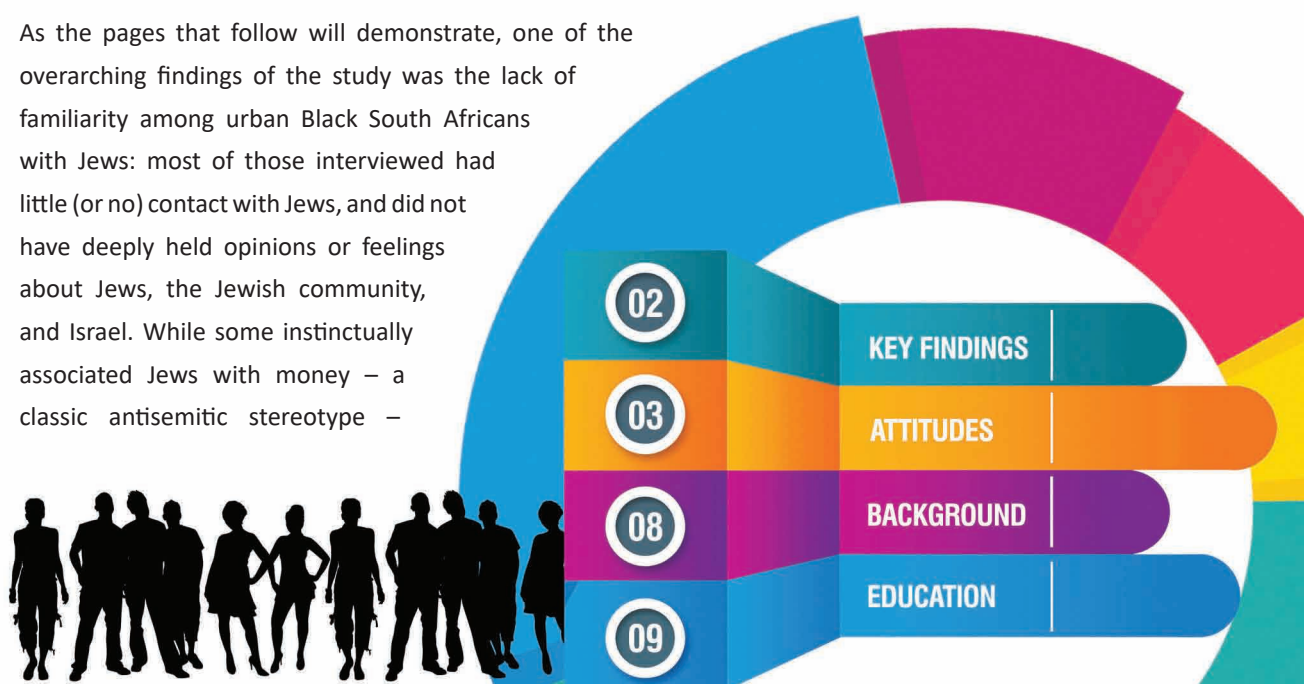 As the pages that follow will demonstrate, one of the
overarching findings of the study was the lack of
familiarity among urban Black South Africans
with Jews: most of those interviewed had
little (or no) contact with Jews, and did not
have deeply held opinions or feelings
about Jews, the Jewish community,
and Israel. While some instinctually
associated Jews with money – a
classic antisemitic stereotype –
02 KEY FINDINGS
03 ATTITUDES
08 BACKGROUND
09 EDUCATION